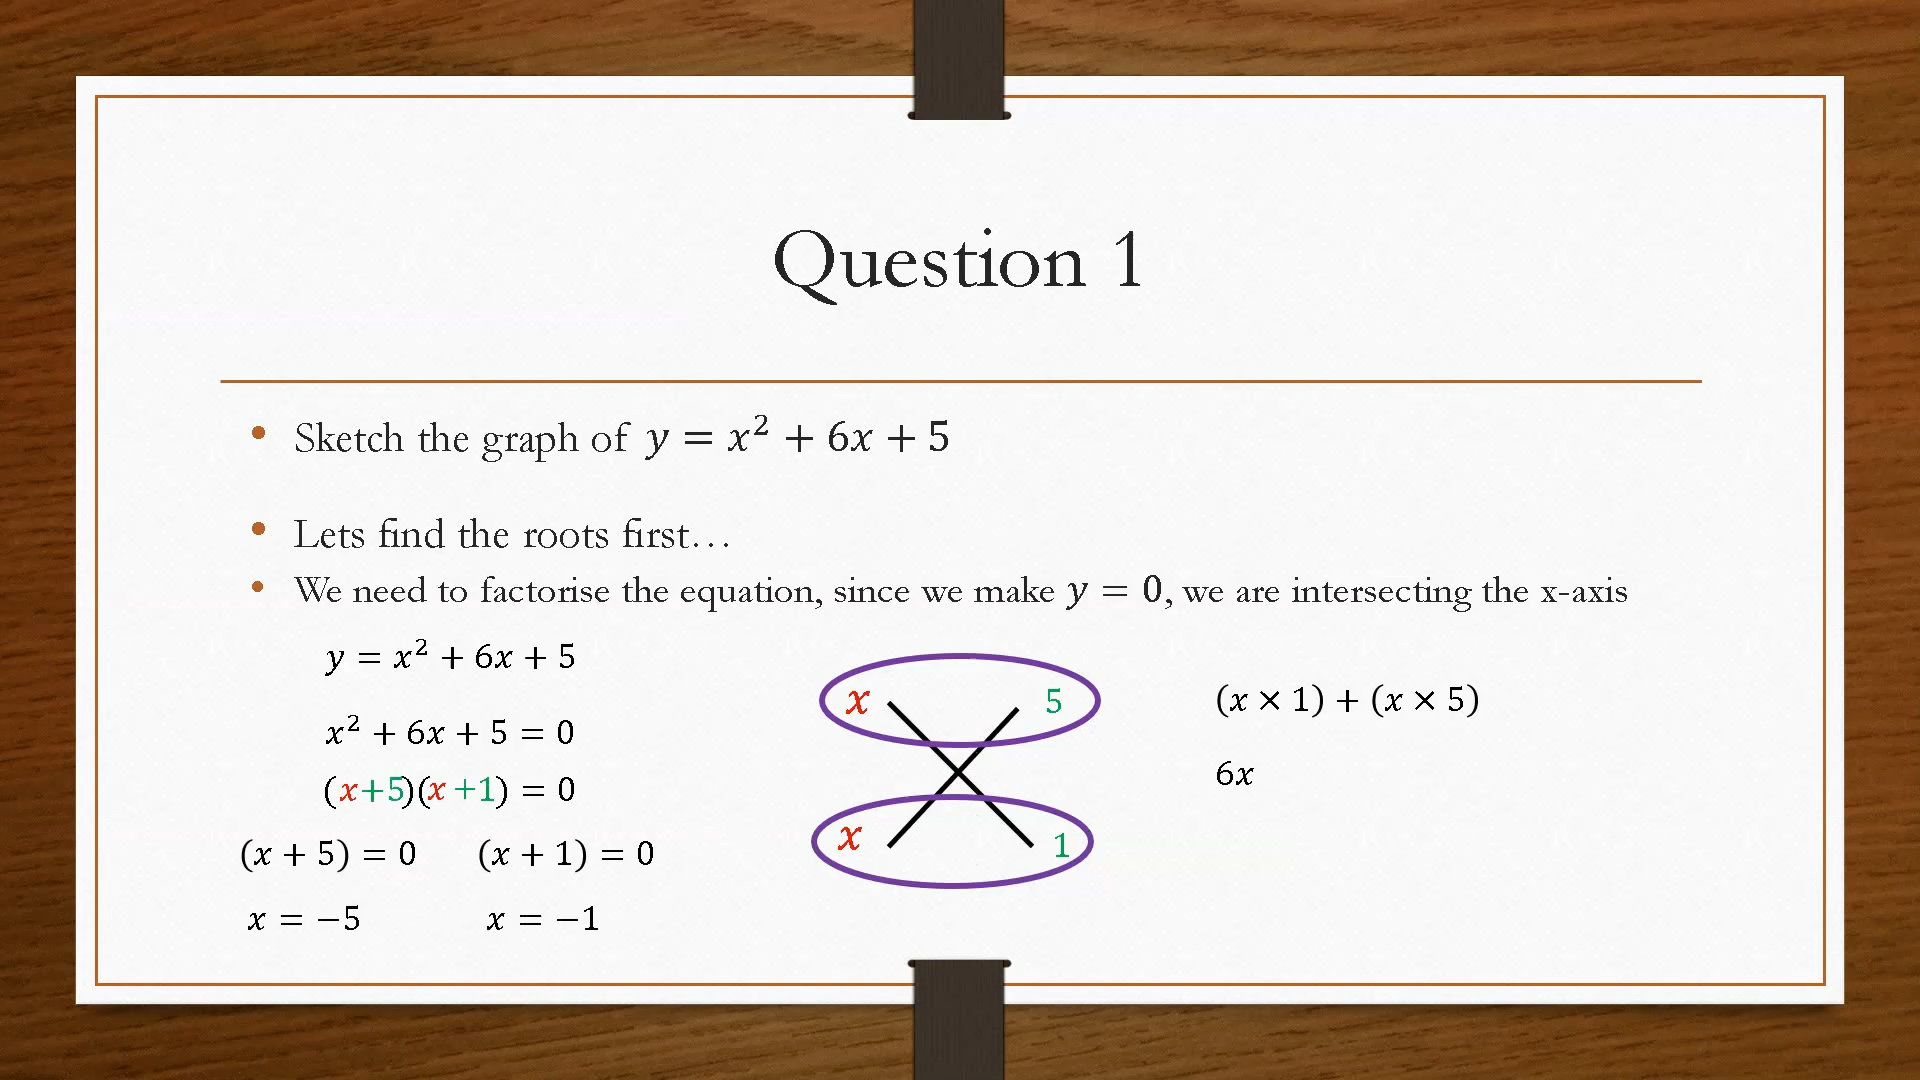 Question 1
• Sketch the graph of y = x² + 6x + 5
• Lets find the roots first…
• We need to factorise the equation, since we make y = 0, we are intersecting the x-axis
y = x² + 6x + 5
x² + 6x + 5 = 0
(x+5)(x +1) = 0
(x + 5) = 0 (x + 1) = 0
x = −5 x = −1
x 5
x 1
(x × 1) + (x × 5)
6x